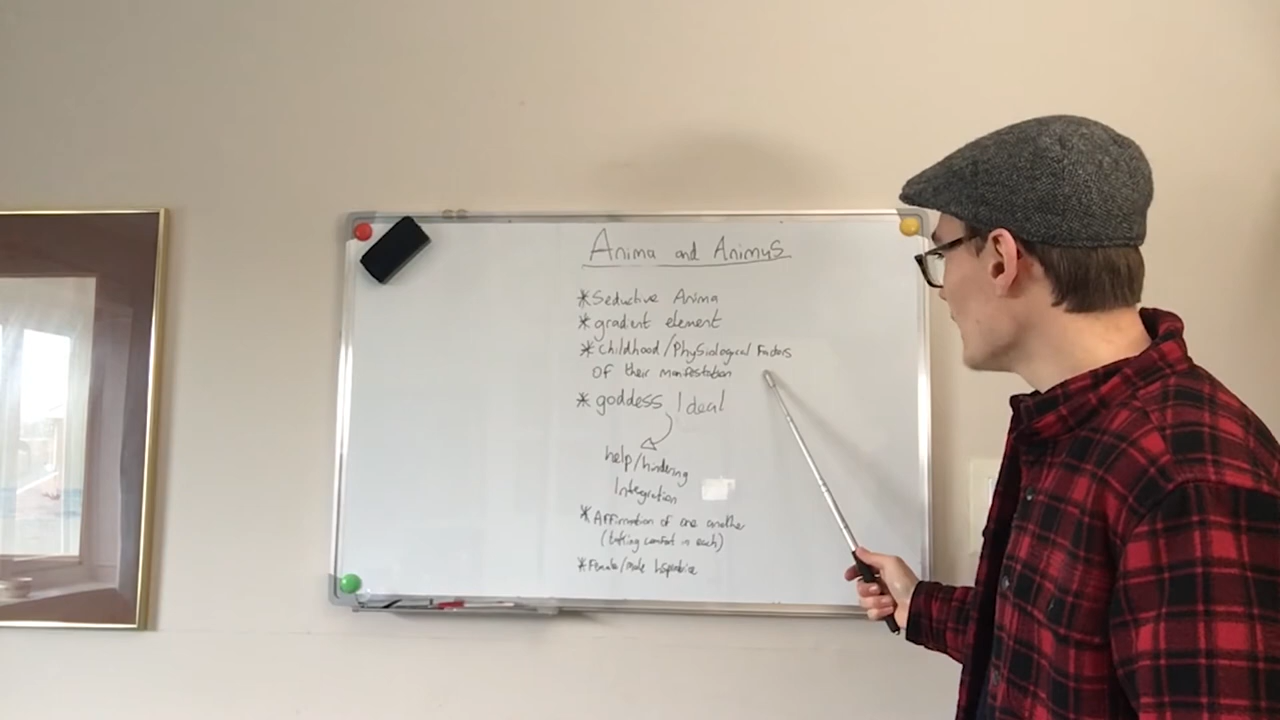 Anima and Animus
*Seductive Anima
*gradient element
*childhood/Physiological Factors
of their manifestation
*goddess Ideal
help/hindering
Integration
*Affirmation of one another
(taking comfort in each)
*Female/male